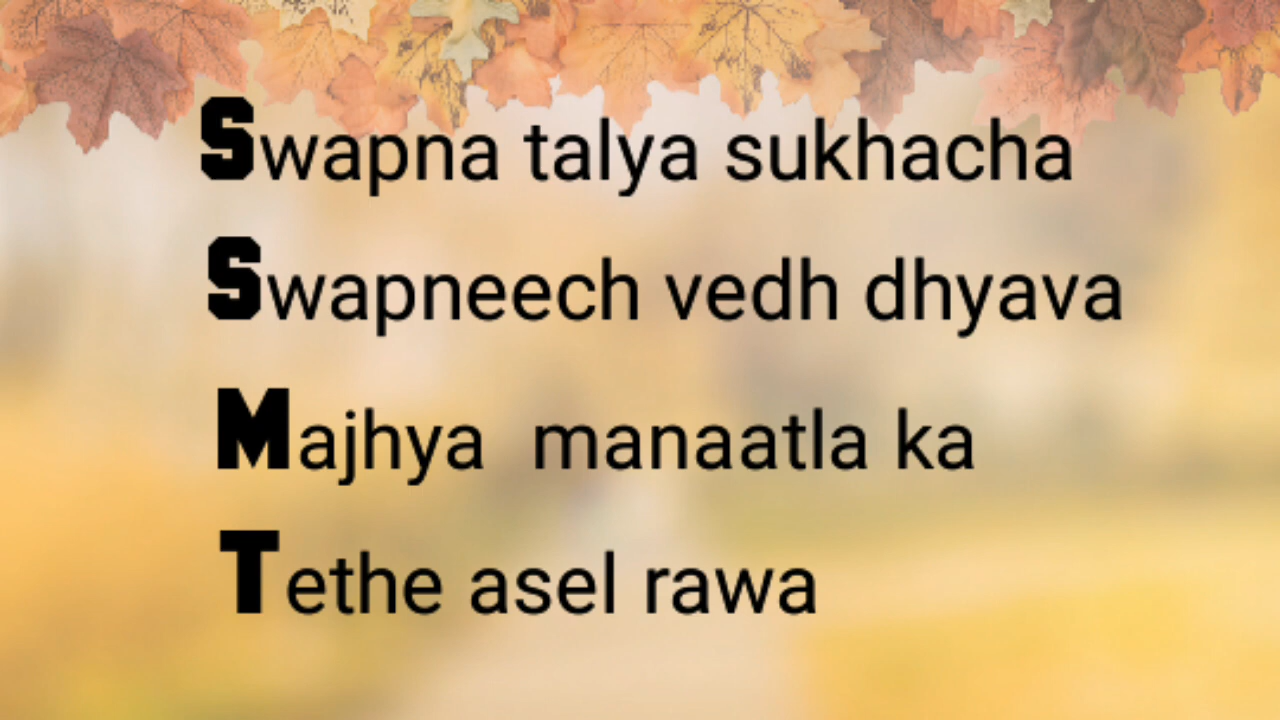 Swapna talya sukhacha
Swapneech vedh dhyava
Majhya manaatla ka
Tethe asel rawa